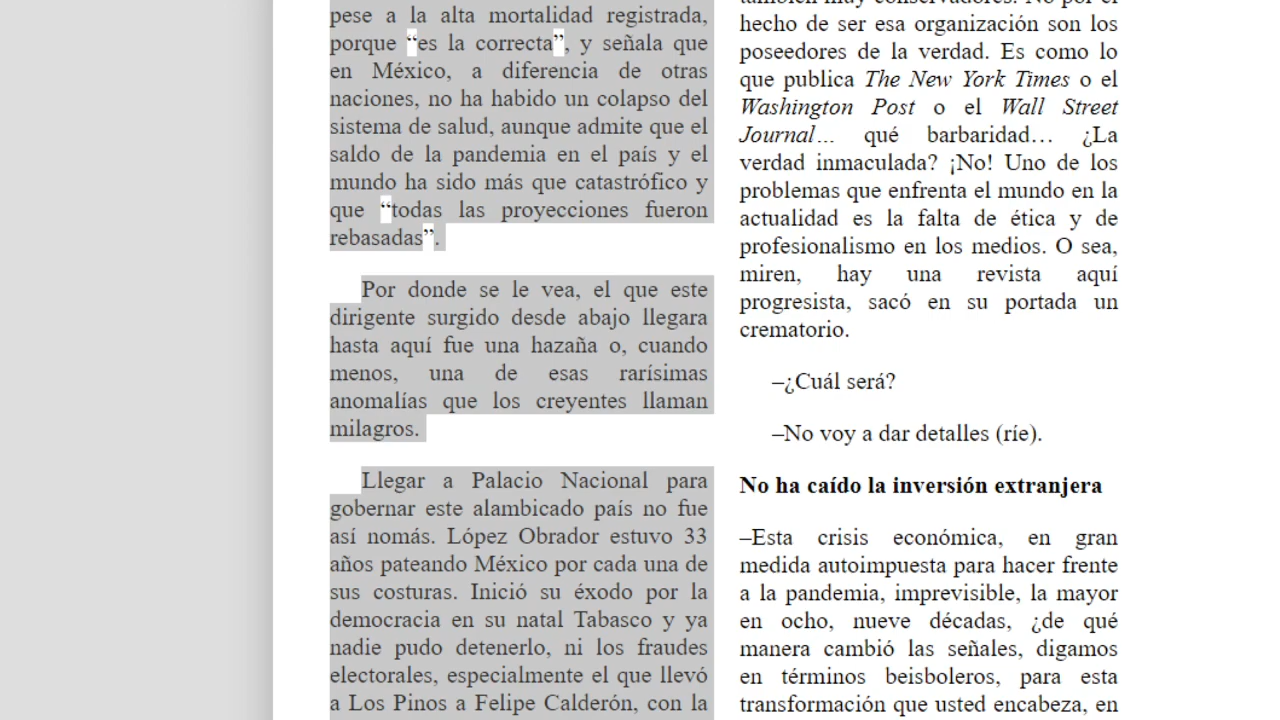 pese a la alta mortalidad registrada,
porque “es la correcta”, y señala que
en México, a diferencia de otras
naciones, no ha habido un colapso del
sistema de salud, aunque admite que el
saldo de la pandemia en el país y el
mundo ha sido más que catastrófico y
que “todas las proyecciones fueron
rebasadas”.
Por donde se le vea, el que este
dirigente surgido desde abajo llegara
hasta aquí fue una hazaña o, cuando
menos, una de esas rarísimas
anomalías que los creyentes llaman
milagros.
Llegar a Palacio Nacional para
gobernar este alambicado país no fue
así nomás. López Obrador estuvo 33
años pateando México por cada una de
sus costuras. Inició su éxodo por la
democracia en su natal Tabasco y ya
nadie pudo detenerlo, ni los fraudes
electorales, especialmente el que llevó
a Los Pinos a Felipe Calderón, con la
también muy conservadores. No por el
hecho de ser esa organización son los
poseedores de la verdad. Es como lo
que publica The New York Times o el
Washington Post o el Wall Street
Journal… qué barbaridad… ¿La
verdad inmaculada? ¡No! Uno de los
problemas que enfrenta el mundo en la
actualidad es la falta de ética y de
profesionalismo en los medios. O sea,
miren, hay una revista aquí
progresista, sacó en su portada un
crematorio.
–¿Cuál será?
–No voy a dar detalles (ríe).
No ha caído la inversión extranjera
–Esta crisis económica, en gran
medida autoimpuesta para hacer frente
a la pandemia, imprevisible, la mayor
en ocho, nueve décadas, ¿de qué
manera cambió las señales, digamos
en términos beisboleros, para esta
transformación que usted encabeza, en